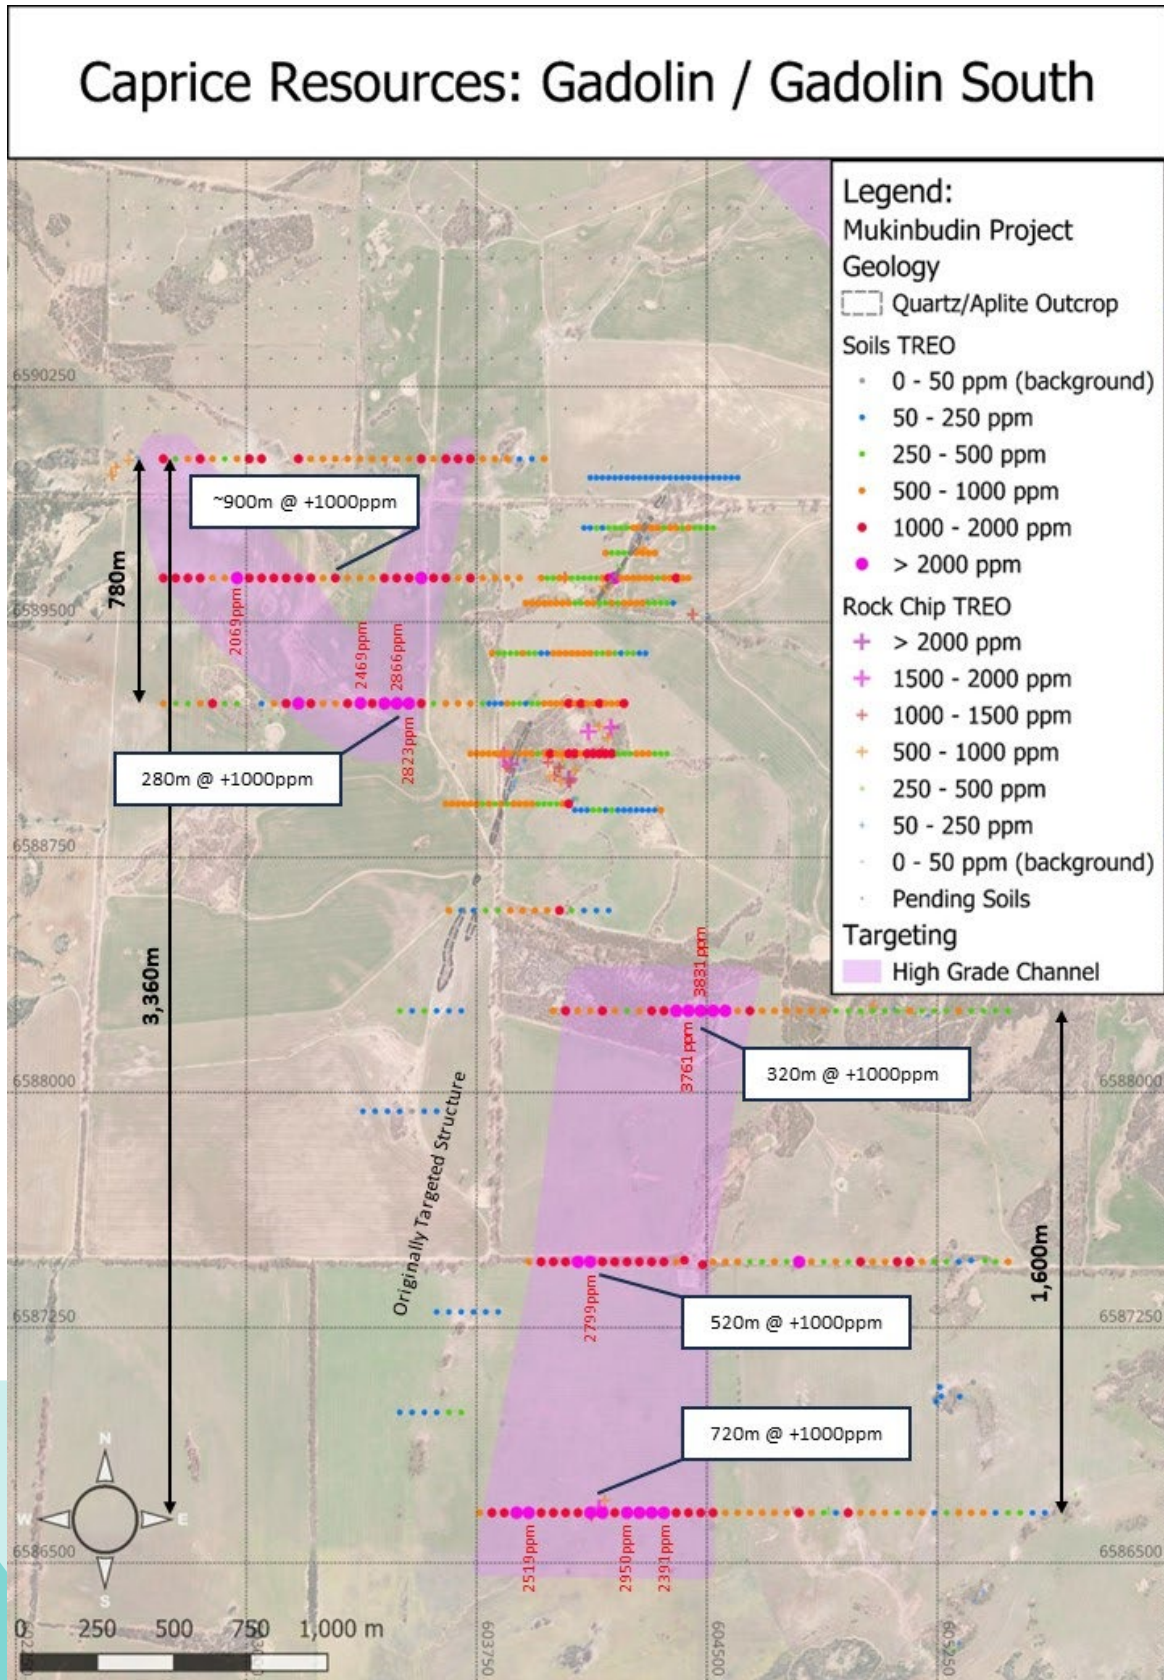 Caprice Resources: Gadolin / Gadolin South
Legend:
Mukinbudin Project
Geology
Quartz/Aplite Outcrop
Soils TREO
0 - 50 ppm (background)
50 - 250 ppm
250 - 500 ppm
500 - 1000 ppm
1000 - 2000 ppm
> 2000 ppm
Rock Chip TREO
> 2000 ppm
1500 - 2000 ppm
1000 - 1500 ppm
500 - 1000 ppm
250 - 500 ppm
50 - 250 ppm
0 - 50 ppm (background)
Pending Soils
Targeting
High Grade Channel
6590250
~900m @ +1000ppm
780m
2069ppm
6589500
2469ppm
2866ppm
2823ppm
280m @ +1000ppm
6588750
3,360m
3831ppm
3761ppm
320m @ +1000ppm
6588000
6588000
Originally Targeted Structure
1,600m
2799ppm
520m @ +1000ppm
6587250
6587250
720m @ +1000ppm
N
W
E
S
2519ppm
2950ppm
2391ppm
6586500
6586500
0 250 500 750 1,000 m
603750
604500
605250